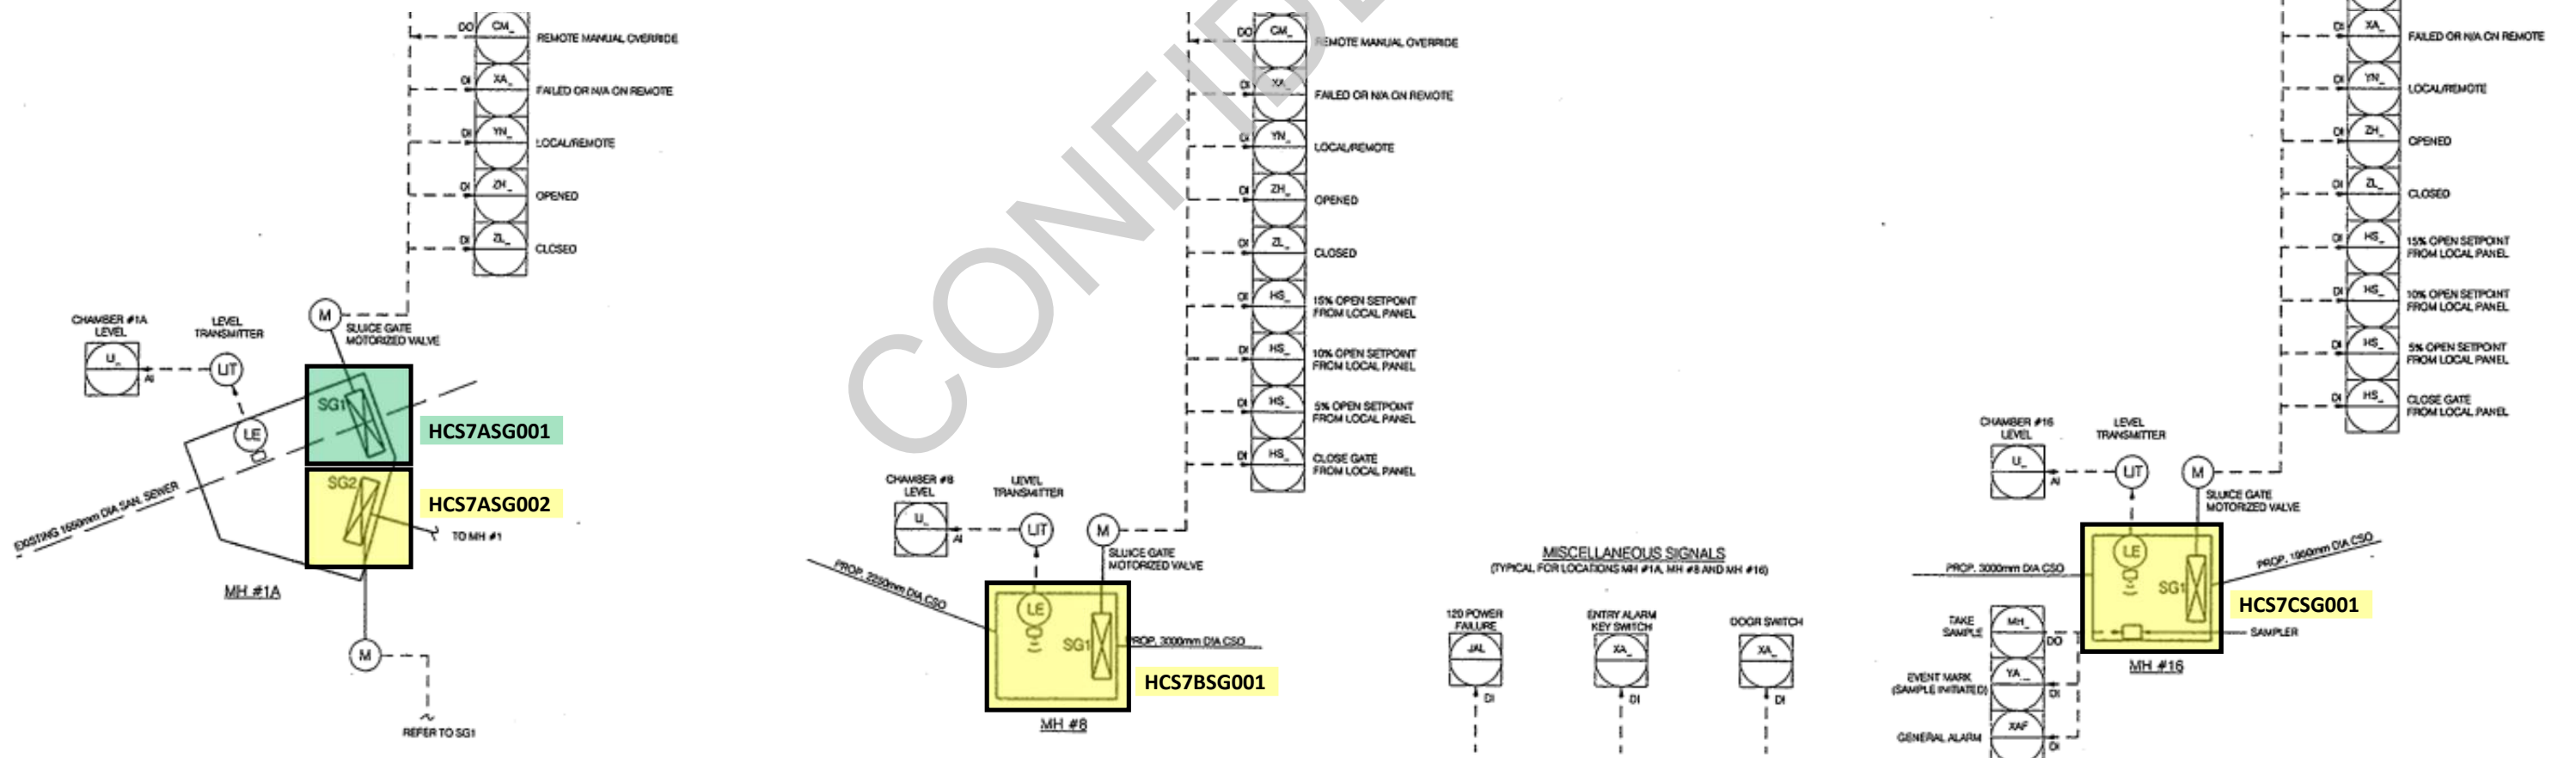 DO
CM_
REMOTE MANUAL OVERRIDE
DI
XA_
FAILED OR N/A ON REMOTE
DI
YN_
LOCAL/REMOTE
DI
ZH_
OPENED
DI
ZL_
CLOSED
M
SLUICE GATE
MOTORIZED VALVE
CHAMBER #1A
LEVEL
LEVEL
TRANSMITTER
LI_
AI
LIT
LE
SG1
HCS7ASG001
SG2
HCS7ASG002
EXISTING 1650mm DIA SAN. SEWER
TO MH #1
MH #1A
M
REFER TO SG1
CONFIDE
DO
CM_
REMOTE MANUAL OVERRIDE
DI
XA_
FAILED OR N/A ON REMOTE
DI
YN_
LOCAL/REMOTE
DI
ZH_
OPENED
DI
ZL_
CLOSED
DI
HS_
15% OPEN SETPOINT
FROM LOCAL PANEL
DI
HS_
10% OPEN SETPOINT
FROM LOCAL PANEL
DI
HS_
5% OPEN SETPOINT
FROM LOCAL PANEL
DI
HS_
CLOSE GATE
FROM LOCAL PANEL
CHAMBER #8
LEVEL
LEVEL
TRANSMITTER
LI_
AI
LIT
M
SLUICE GATE
MOTORIZED VALVE
PROP. 2250mm DIA CSO
LE
SG1
PROP. 3000mm DIA CSO
HCS7BSG001
MH #8
MISCELLANEOUS SIGNALS
(TYPICAL FOR LOCATIONS MH #1A, MH #8 AND MH #16)
120 POWER
FAILURE
JAL
DI
ENTRY ALARM
KEY SWITCH
XA_
DI
DOOR SWITCH
XA_
DI
DI
XA_
FAILED OR N/A ON REMOTE
DI
YN_
LOCAL/REMOTE
DI
ZH_
OPENED
DI
ZL_
CLOSED
DI
HS_
15% OPEN SETPOINT
FROM LOCAL PANEL
DI
HS_
10% OPEN SETPOINT
FROM LOCAL PANEL
DI
HS_
5% OPEN SETPOINT
FROM LOCAL PANEL
DI
HS_
CLOSE GATE
FROM LOCAL PANEL
CHAMBER #16
LEVEL
LEVEL
TRANSMITTER
LI_
AI
LIT
M
SLUICE GATE
MOTORIZED VALVE
PROP. 3000mm DIA CSO
LE
SG1
PROP. 1950mm DIA CSO
HCS7CSG001
TAKE
SAMPLE
MH_
DO
SAMPLER
MH #16
EVENT MARK
(SAMPLE INITIATED)
YA_
DI
GENERAL ALARM
XAF
DI